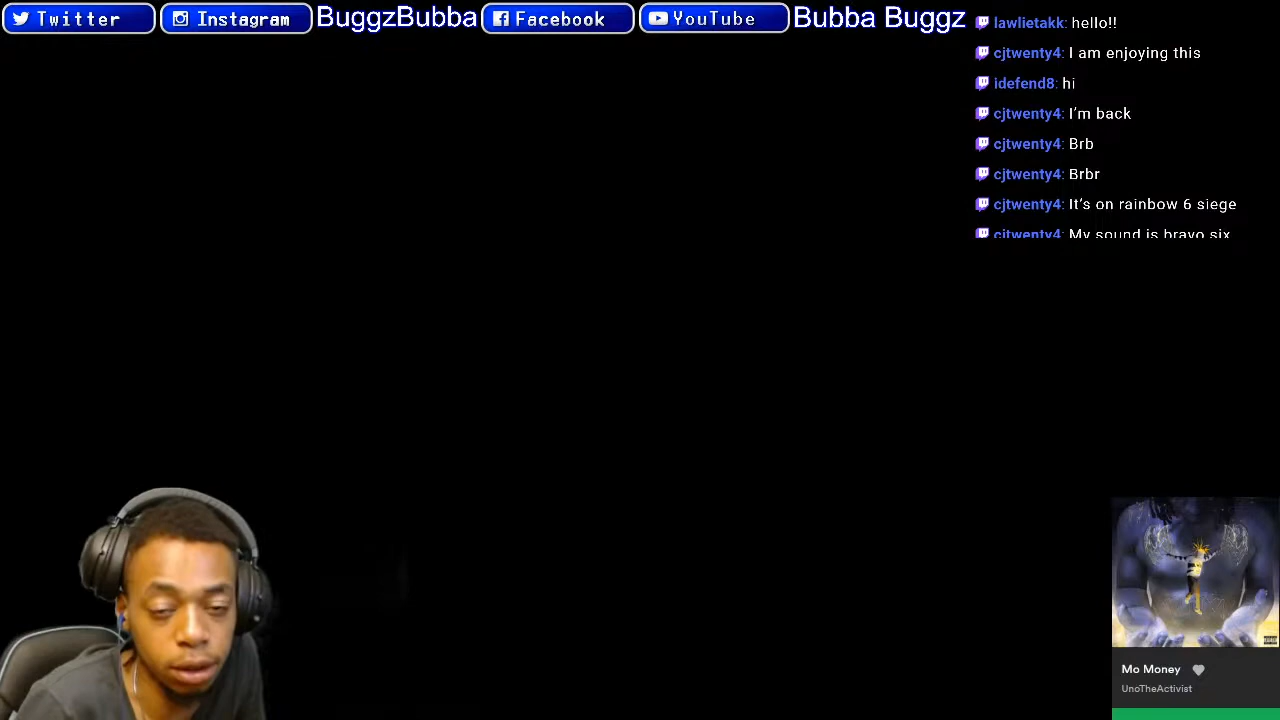 Twitter Instagram BuggzBubba Facebook YouTube Bubba Buggz
lawlietakk: hello!!
cjtwenty4: I am enjoying this
idefend8: hi
cjtwenty4: I’m back
cjtwenty4: Brb
cjtwenty4: Brbr
cjtwenty4: It’s on rainbow 6 siege
cjtwenty4: My sound is bravo six
Mo Money
UnoTheActivist